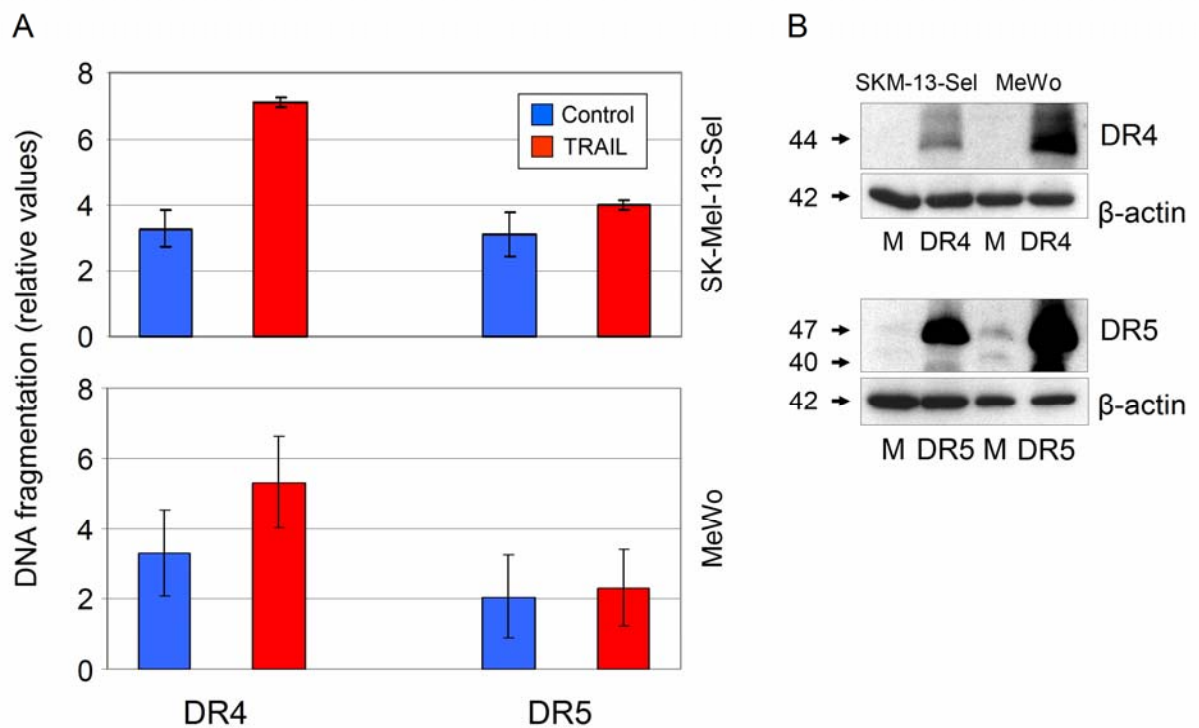 A
DNA fragmentation (relative values)
8
6
4
2
0
Control
TRAIL
SK-Mel-13-Sel
8
6
4
2
0
MeWo
DR4 DR5
B
SKM-13-Sel MeWo
44 DR4
42 β-actin
M DR4 M DR4
47 DR5
40
42 β-actin
M DR5 M DR5